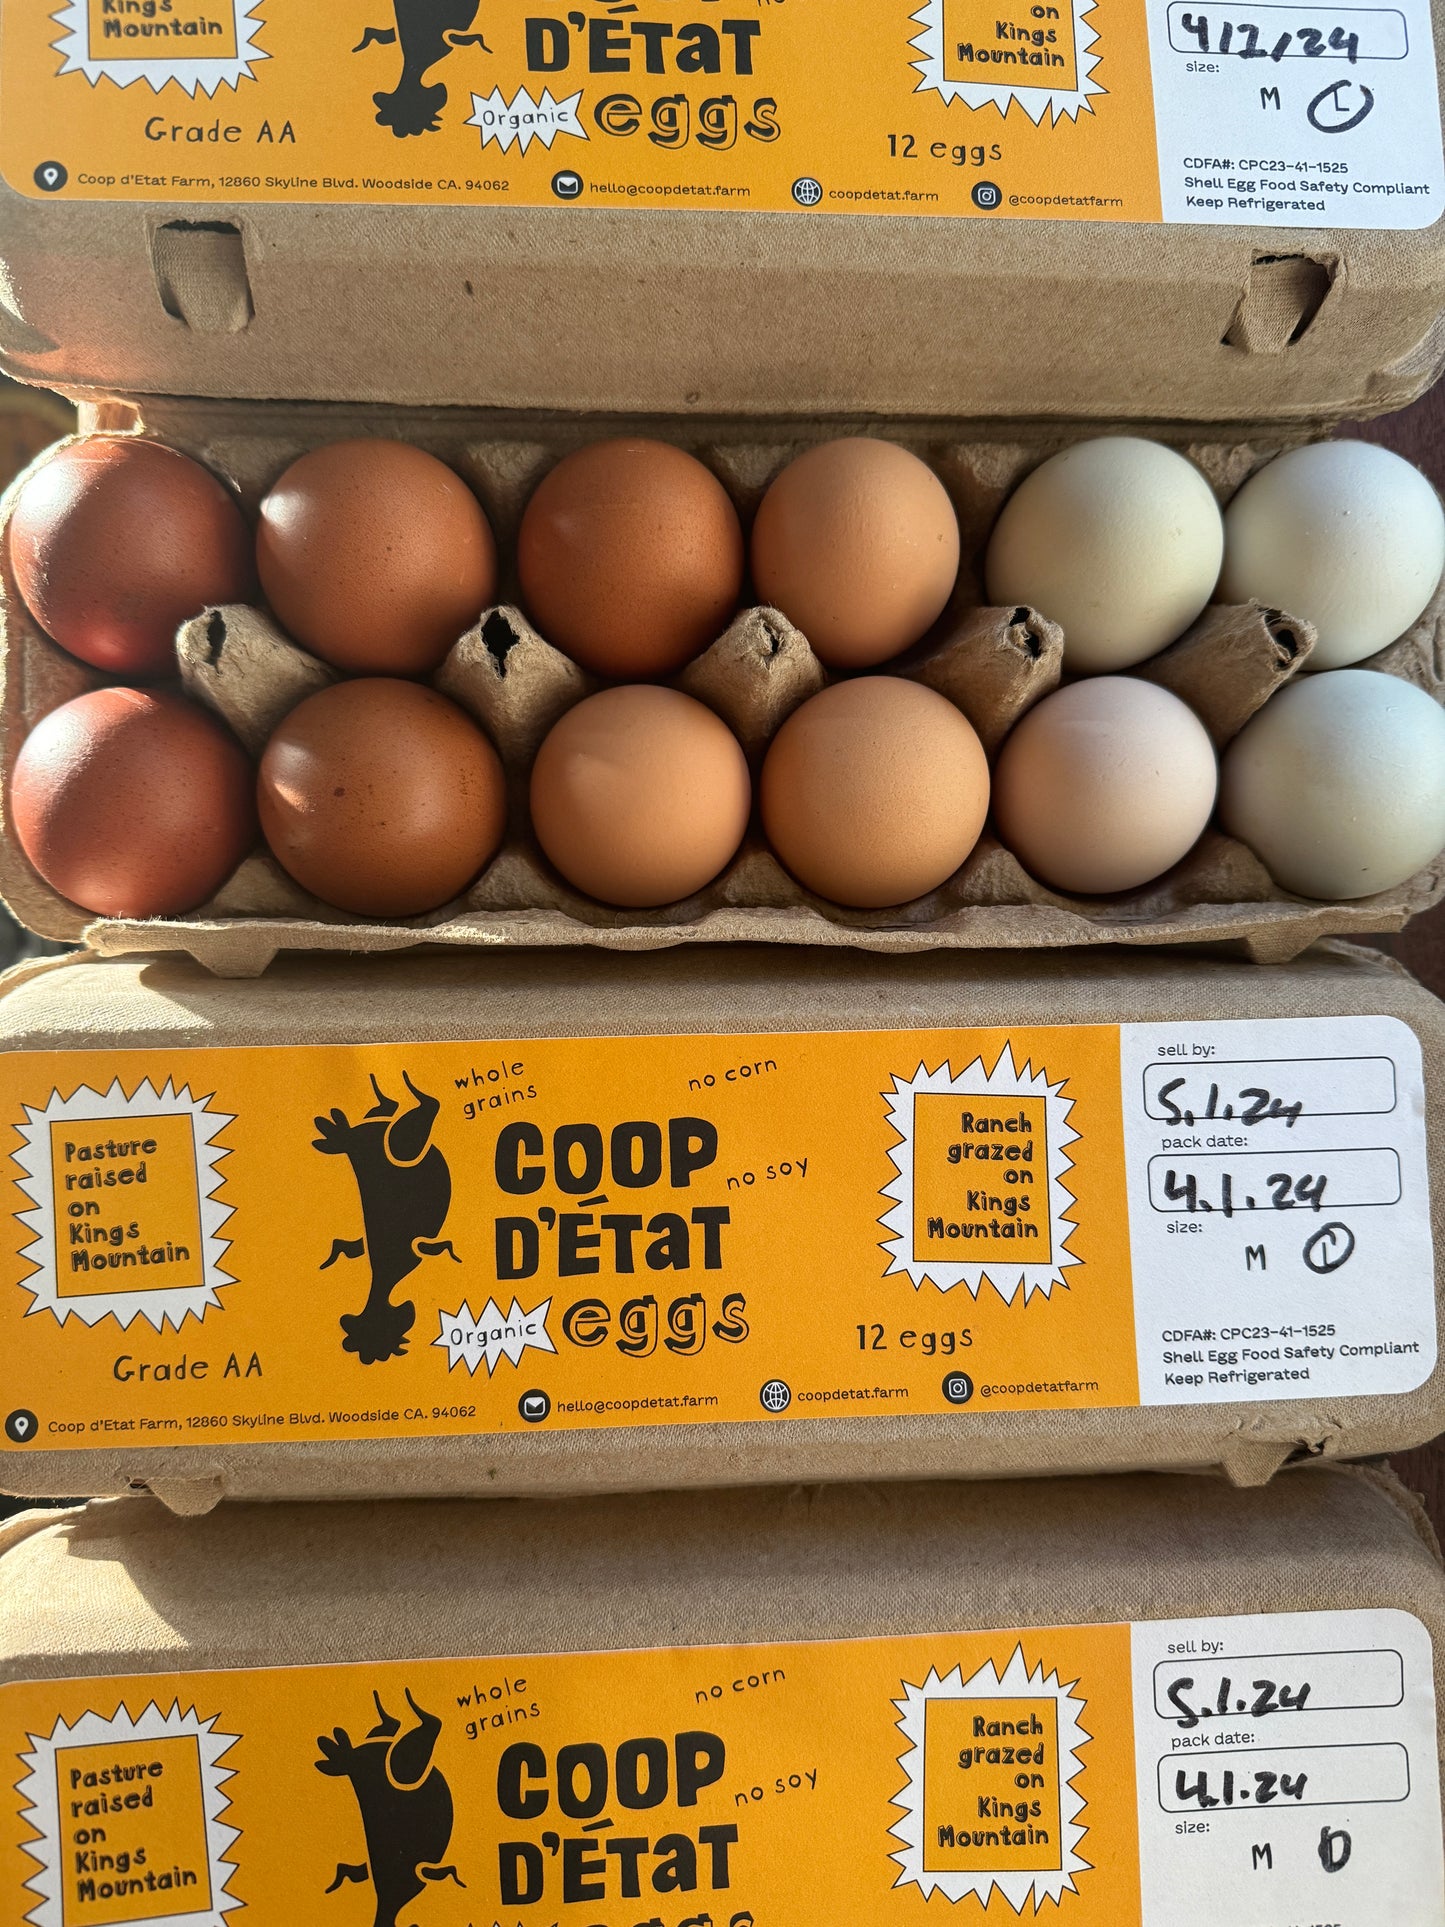 Kings
Mountain
Grade AA
D'ÉTaT
Organic
eggs
on
Kings
Mountain
12 eggs
Coop d'Etat Farm, 12860 Skyline Blvd. Woodside CA. 94062
hello@coopdetat.farm
coopdetat.farm
@coopdetatfarm
4/2/24
size:
M L
CDFA#: CPC23-41-1525
Shell Egg Food Safety Compliant
Keep Refrigerated
Pasture
raised
on
Kings
Mountain
Grade AA
whole
grains
no corn
COOP
no soy
D'ÉTaT
Organic
eggs
Ranch
grazed
on
Kings
Mountain
12 eggs
Coop d'Etat Farm, 12860 Skyline Blvd. Woodside CA. 94062
hello@coopdetat.farm
coopdetat.farm
@coopdetatfarm
sell by:
5.1.24
pack date:
4.1.24
size:
M L
CDFA#: CPC23-41-1525
Shell Egg Food Safety Compliant
Keep Refrigerated
Pasture
raised
on
Kings
Mountain
whole
grains
no corn
COOP
no soy
D'ÉTaT
Ranch
grazed
on
Kings
Mountain
sell by:
5.1.24
pack date:
4.1.24
size:
M